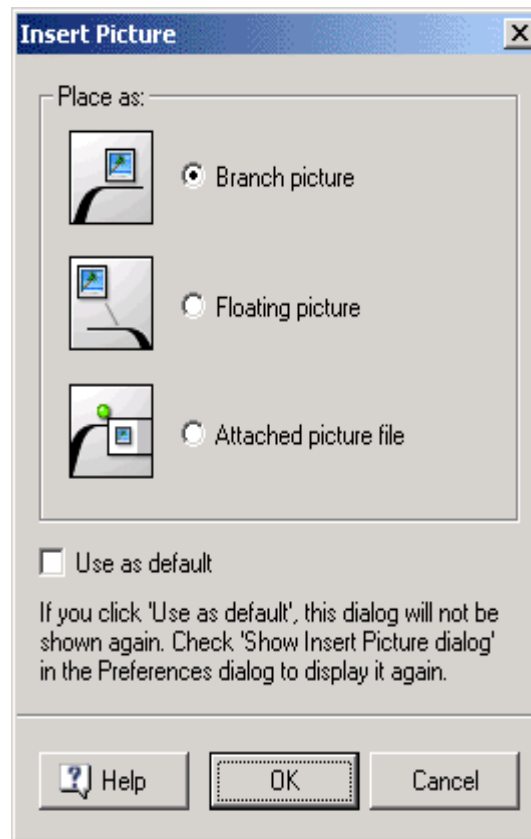 Insert Picture
Place as:
Branch picture
Floating picture
Attached picture file
Use as default
If you click 'Use as default', this dialog will not be
shown again. Check 'Show Insert Picture dialog'
in the Preferences dialog to display it again.
Help
OK
Cancel